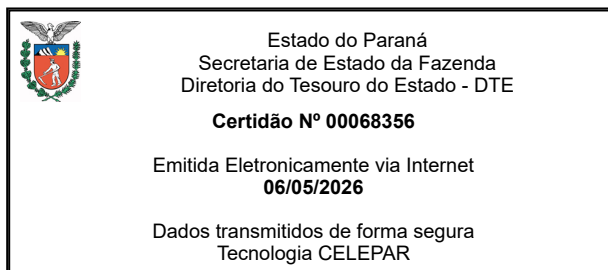 Estado do Paraná
Secretaria de Estado da Fazenda
Diretoria do Tesouro do Estado - DTE
Certidão Nº 00068356
Emitida Eletronicamente via Internet
06/05/2026
Dados transmitidos de forma segura
Tecnologia CELEPAR